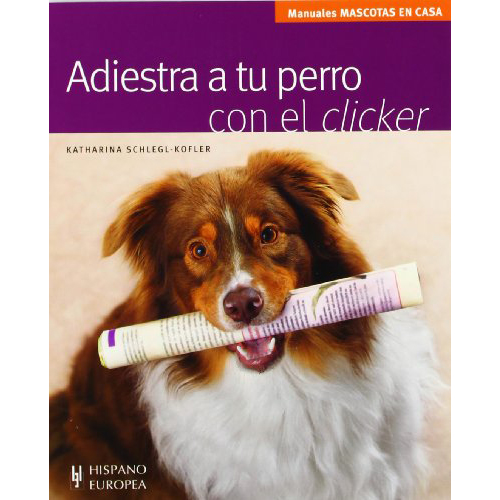 Manuales MASCOTAS EN CASA
Adiestra a tu perro
con el clicker
KATHARINA SCHLEGL-KOFLER
HISPANO
EUROPEA